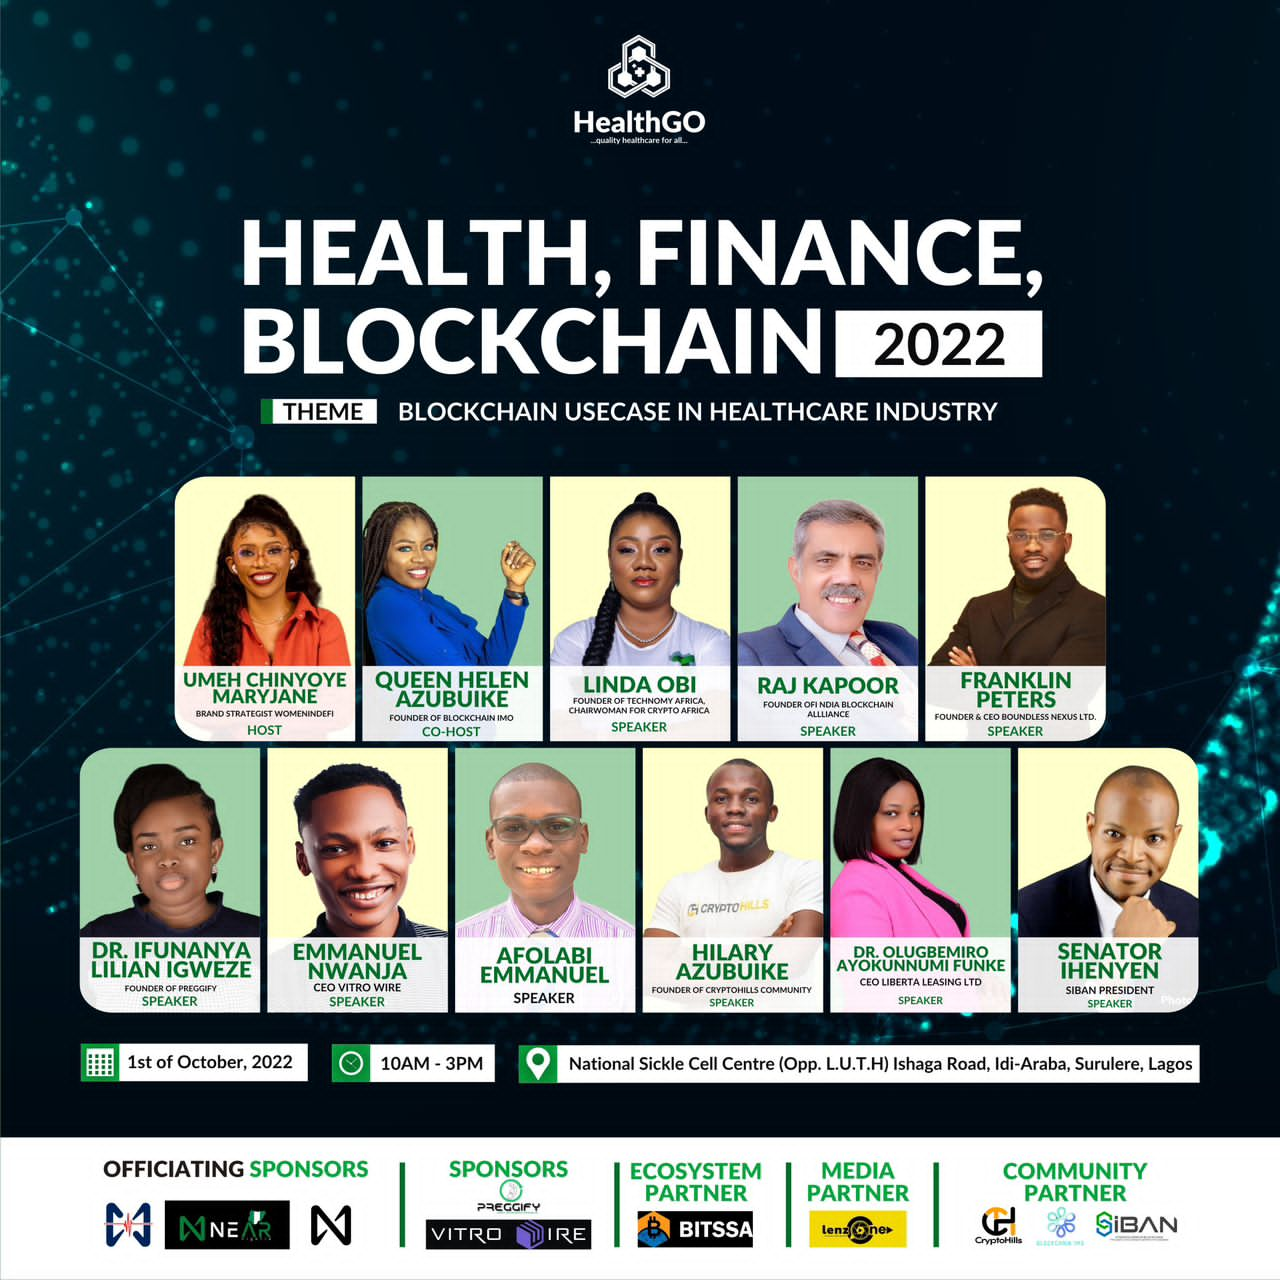 HealthGO
...quality healthcare for all...
HEALTH, FINANCE,
BLOCKCHAIN 2022
THEME BLOCKCHAIN USECASE IN HEALTHCARE INDUSTRY
UMEH CHINYOYE
MARYJANE
BRAND STRATEGIST WOMENINDEFI
HOST
QUEEN HELEN
AZUBUIKE
FOUNDER OF BLOCKCHAIN IMO
CO-HOST
LINDA OBI
FOUNDER OF TECHNOMY AFRICA,
CHAIRWOMAN FOR CRYPTO AFRICA
SPEAKER
RAJ KAPOOR
FOUNDER OFI NDIA BLOCKCHAIN
ALLLIANCE
SPEAKER
FRANKLIN
PETERS
FOUNDER & CEO BOUNDLESS NEXUS LTD.
SPEAKER
DR. IFUNANYA
LILIAN IGWEZE
FOUNDER OF PREGGIFY
SPEAKER
EMMANUEL
NWANJA
CEO VITRO WIRE
SPEAKER
AFOLABI
EMMANUEL
SPEAKER
CRYPTOHILLS
HILARY
AZUBUIKE
FOUNDER OF CRYPTOHILLS COMMUNITY
SPEAKER
DR. OLUGBEMIRO
AYOKUNNUMI FUNKE
CEO LIBERTA LEASING LTD
SPEAKER
SENATOR
IHENYEN
SIBAN PRESIDENT
SPEAKER
Photo
1st of October, 2022
10AM - 3PM
National Sickle Cell Centre (Opp. L.U.T.H) Ishaga Road, Idi-Araba, Surulere, Lagos
OFFICIATING SPONSORS
NEAR
SPONSORS
PREGGIFY
VITRO WIRE
ECOSYSTEM
PARTNER
BITSSA
MEDIA
PARTNER
lenzOne
COMMUNITY
PARTNER
CryptoHills
BLOCKCHAIN IMO
SiBAN